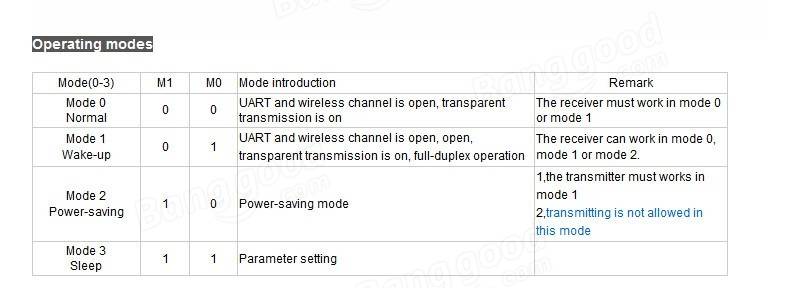 Operating modes
Mode(0-3) M1 M0 Mode introduction Remark
Mode 0
Normal
0 0
UART and wireless channel is open, transparent
transmission is on
The receiver must work in mode 0
or mode 1
Mode 1
Wake-up
0 1
UART and wireless channel is open, open,
transparent transmission is on, full-duplex operation
The receiver can work in mode 0,
mode 1 or mode 2.
Mode 2
Power-saving
1 0
Power-saving mode
1,the transmitter must works in
mode 1
2,transmitting is not allowed in
this mode
Mode 3
Sleep
1 1
Parameter setting
Banggood
.com
Banggood
.com
Banggood
.com